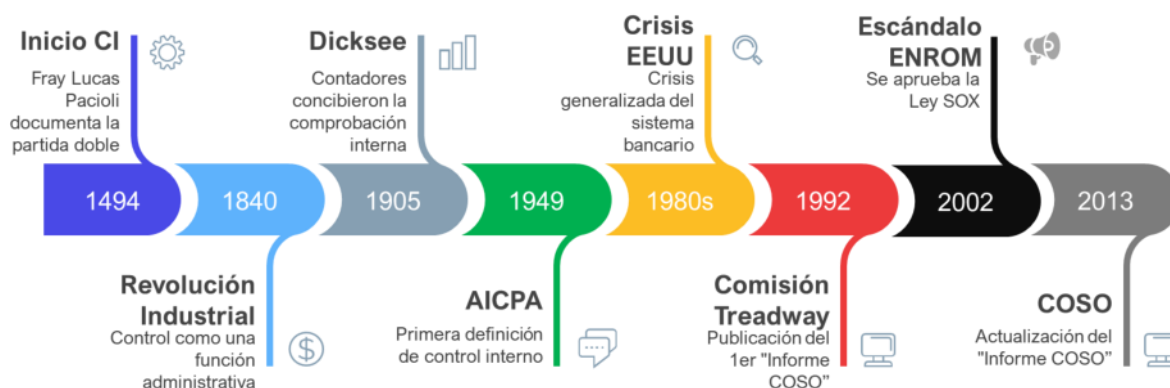 Inicio CI
Fray Lucas
Pacioli
documenta la
partida doble
Dicksee
Contadores
concibieron la
comprobación
interna
Crisis
EEUU
Crisis
generalizada del
sistema
bancario
Escándalo
ENROM
Se aprueba la
Ley SOX
1494
1840
1905
1949
1980s
1992
2002
2013
Revolución
Industrial
Control como una
función
administrativa
$
AICPA
Primera definición
de control interno
Comisión
Treadway
Publicación del
1er "Informe
COSO"
COSO
Actualización del
"Informe COSO"